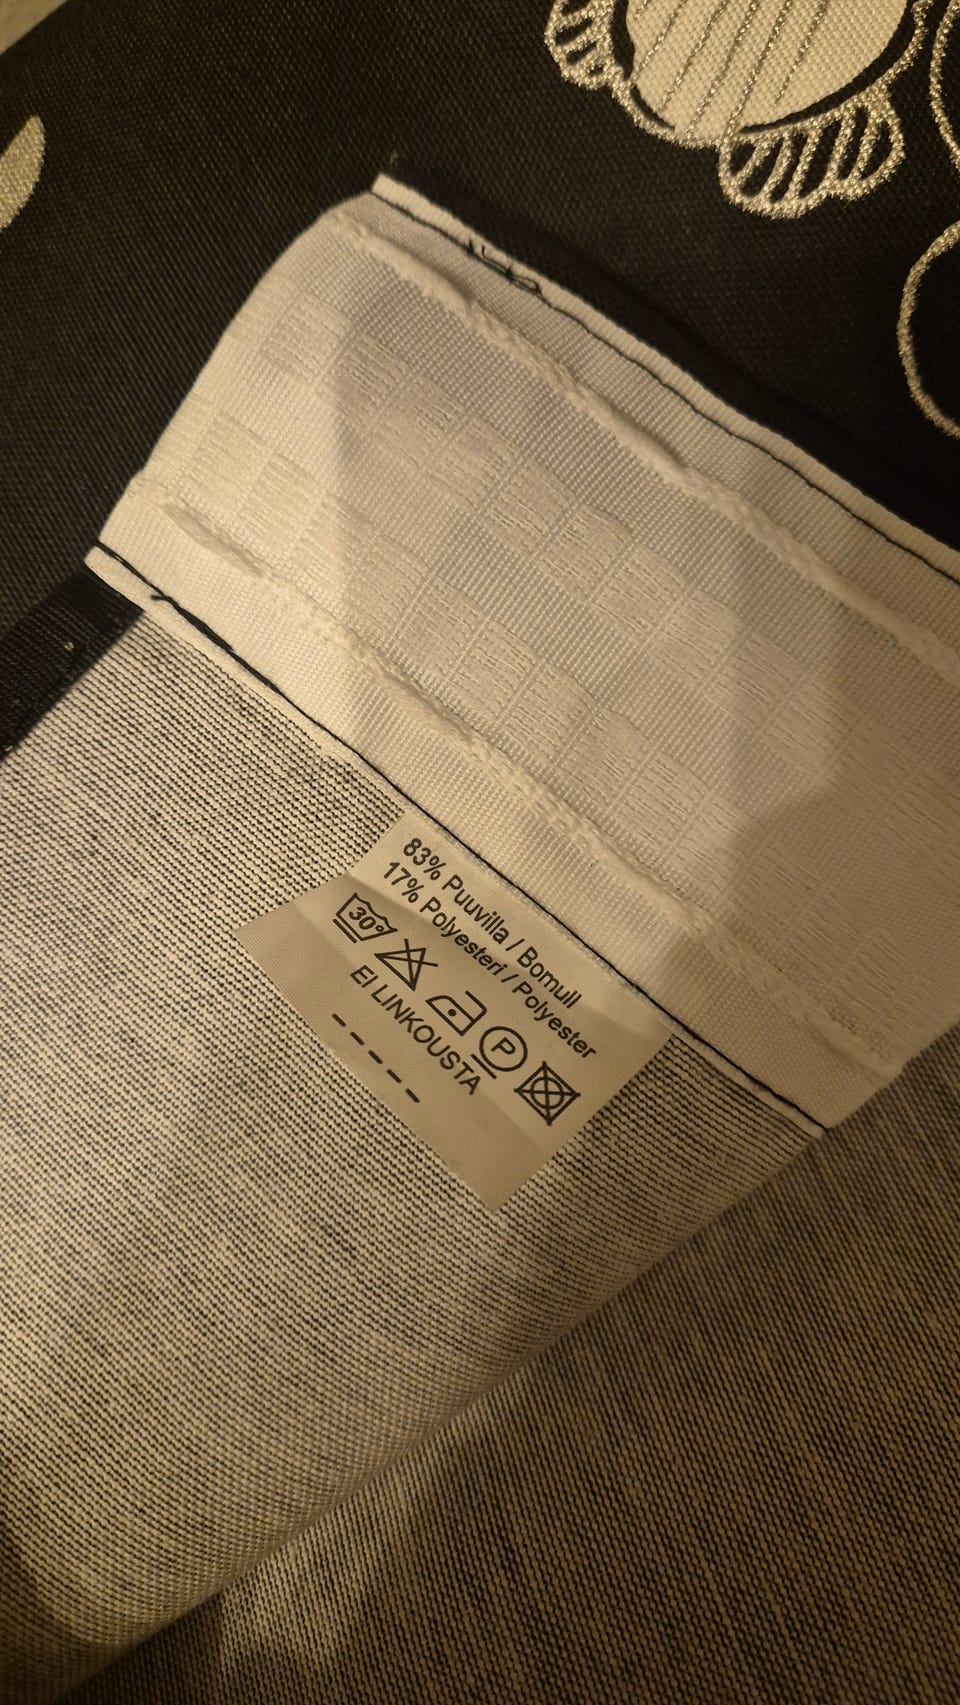 83% Puuvilla / Bomull
17% Polyesteri / Polyester
30°
P
EI LINKOUSTA